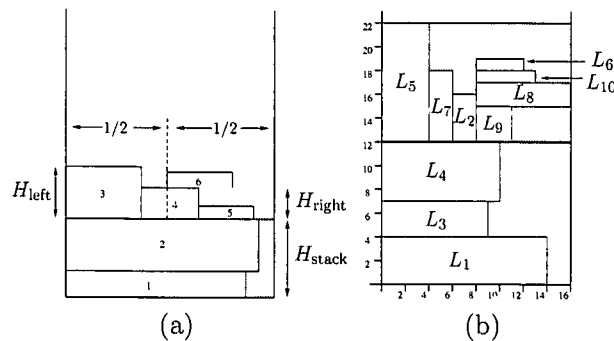 1/2 1/2
H_left
3
6
4
5
H_right
2
H_stack
1
(a)
22
20
18
16
14
12
10
8
6
4
2
L_5
L_7
L_2
L_6
L_10
L_8
L_9
L_4
L_3
L_1
2 4 6 8 10 12 14 16
(b)